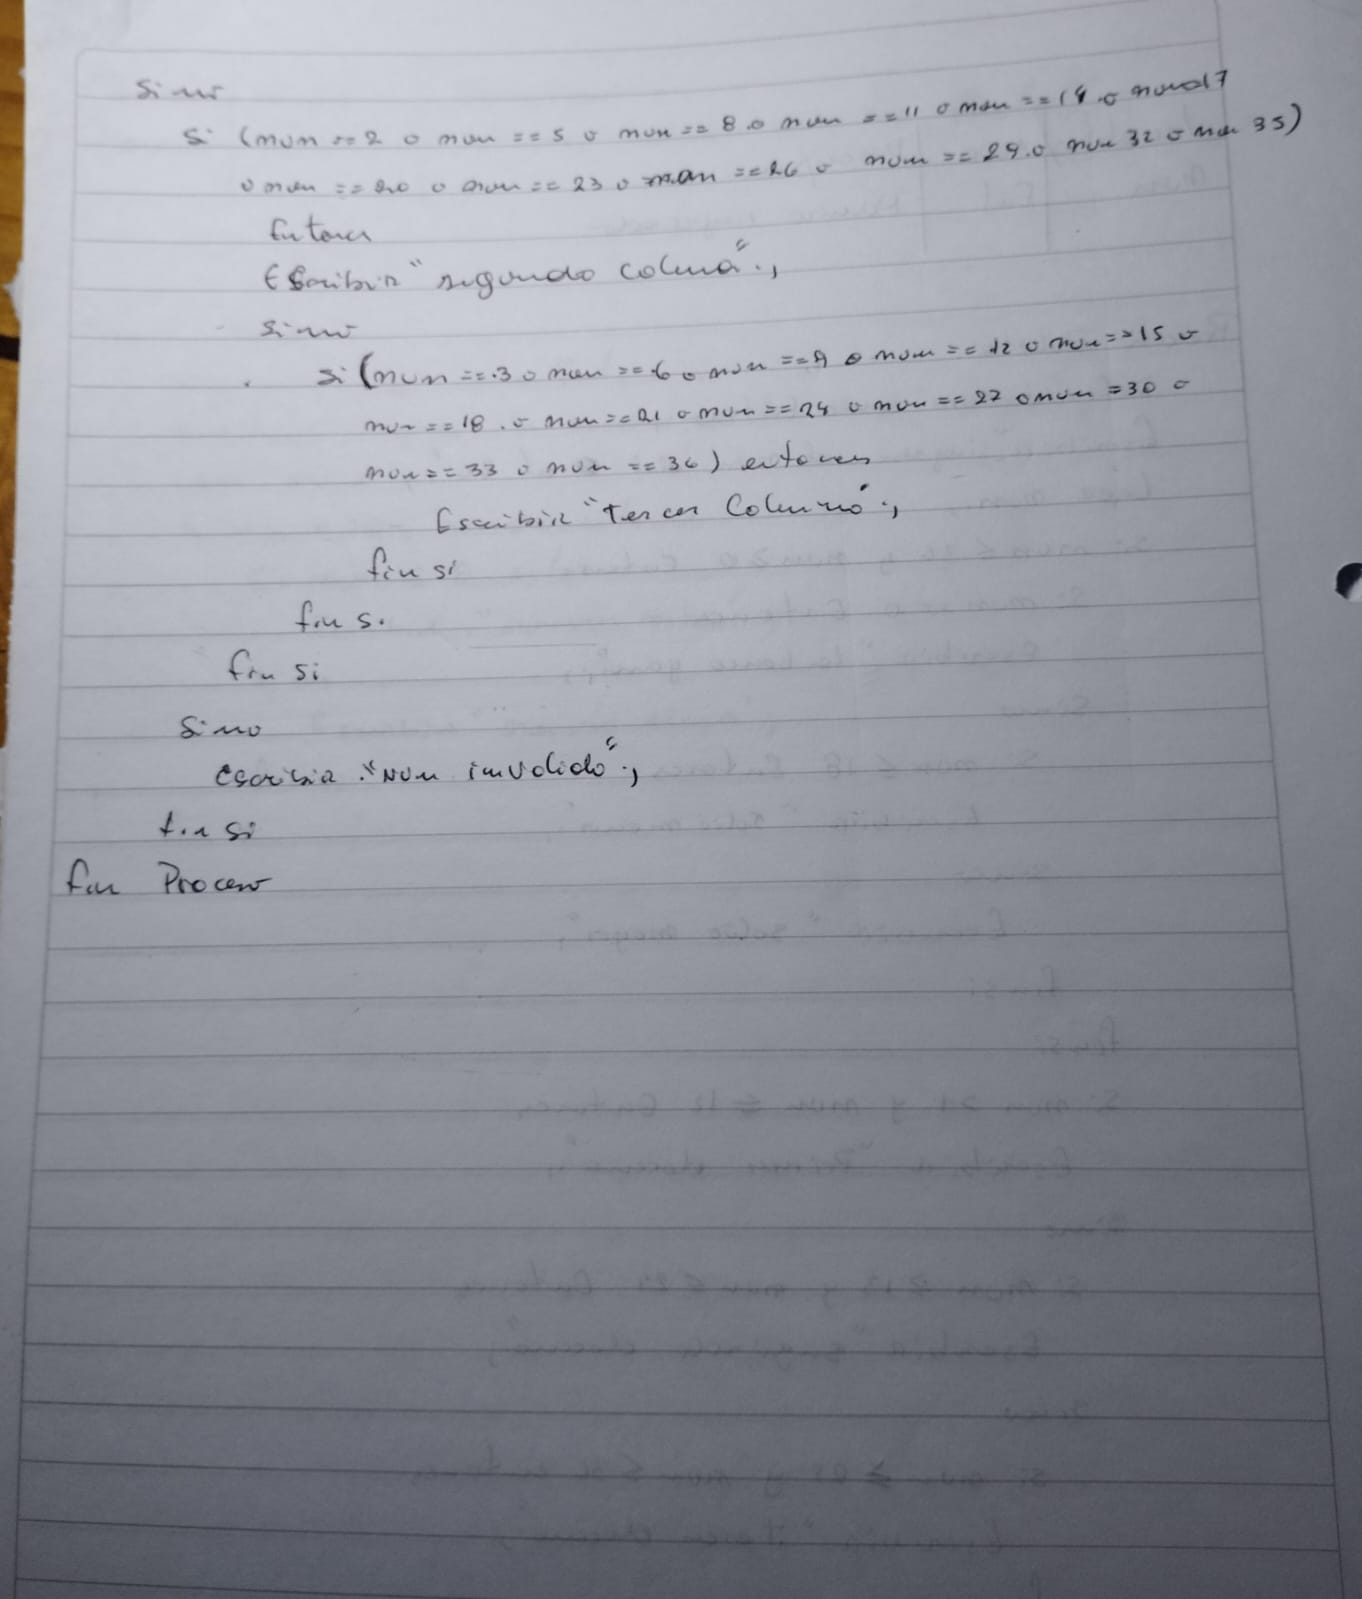 Sino
Si (num == 2 o num == 5 o num == 8 o num == 11 o num == 14 o num 17
o num == 20 o num == 23 o num == 26 o num == 29 o num 32 o num 35)
Entonces
Escribir "segundo coluna";
sino
si (num == 3 o num == 6 o num == 9 o num == 12 o num == 15 o
num == 18 o num == 21 o num == 24 o num == 27 o num = 30 o
num == 33 o num == 36) entonces
Escribir "Tercer Coluna";
fin si
fin si
fin si
Sino
escribir "Num invalido";
fin si
fin Proceso